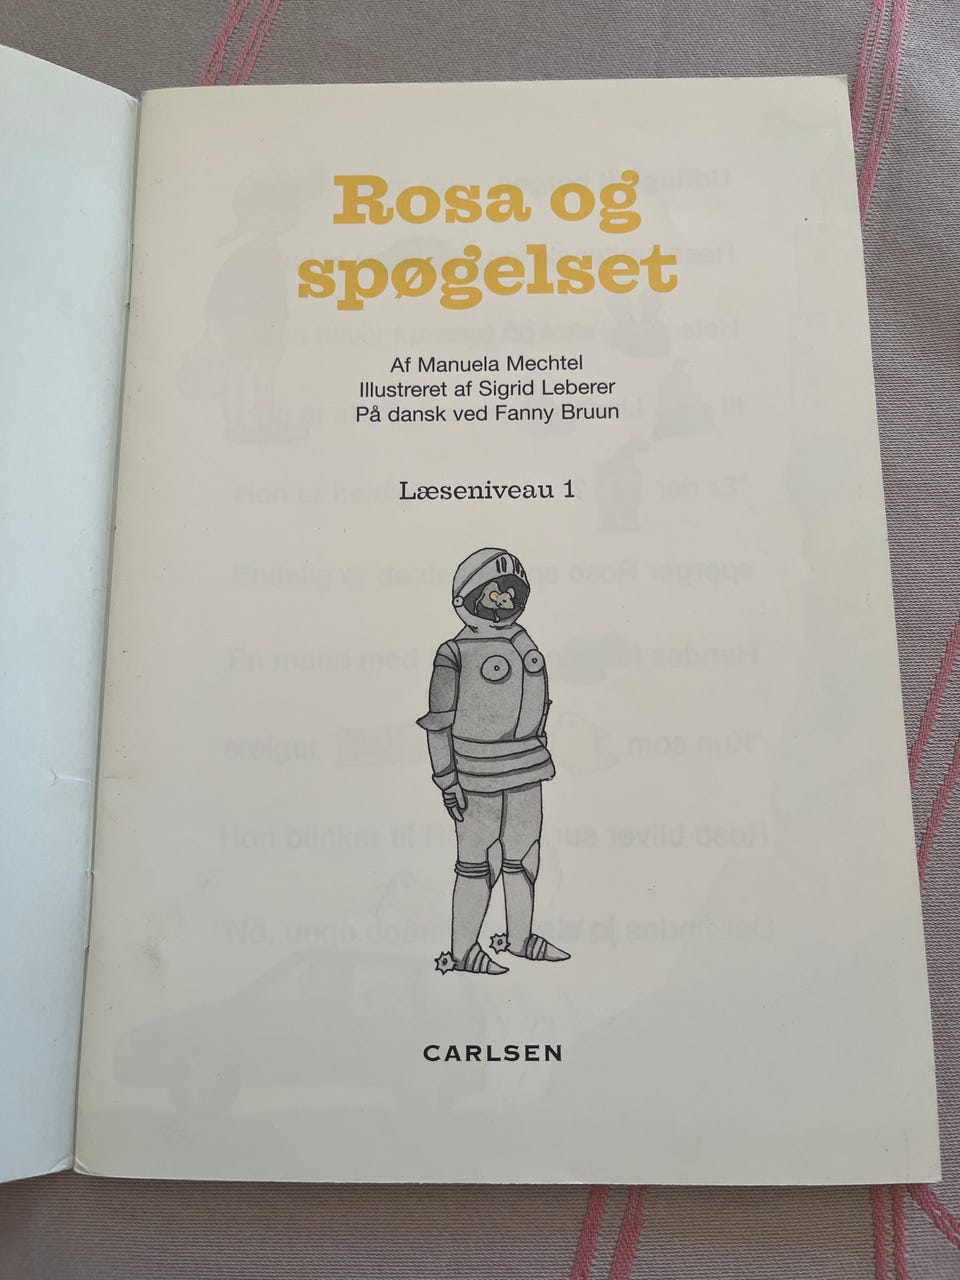 Rosa og
spøgelset
Af Manuela Mechtel
Illustreret af Sigrid Leberer
På dansk ved Fanny Bruun
Læseniveau 1
CARLSEN